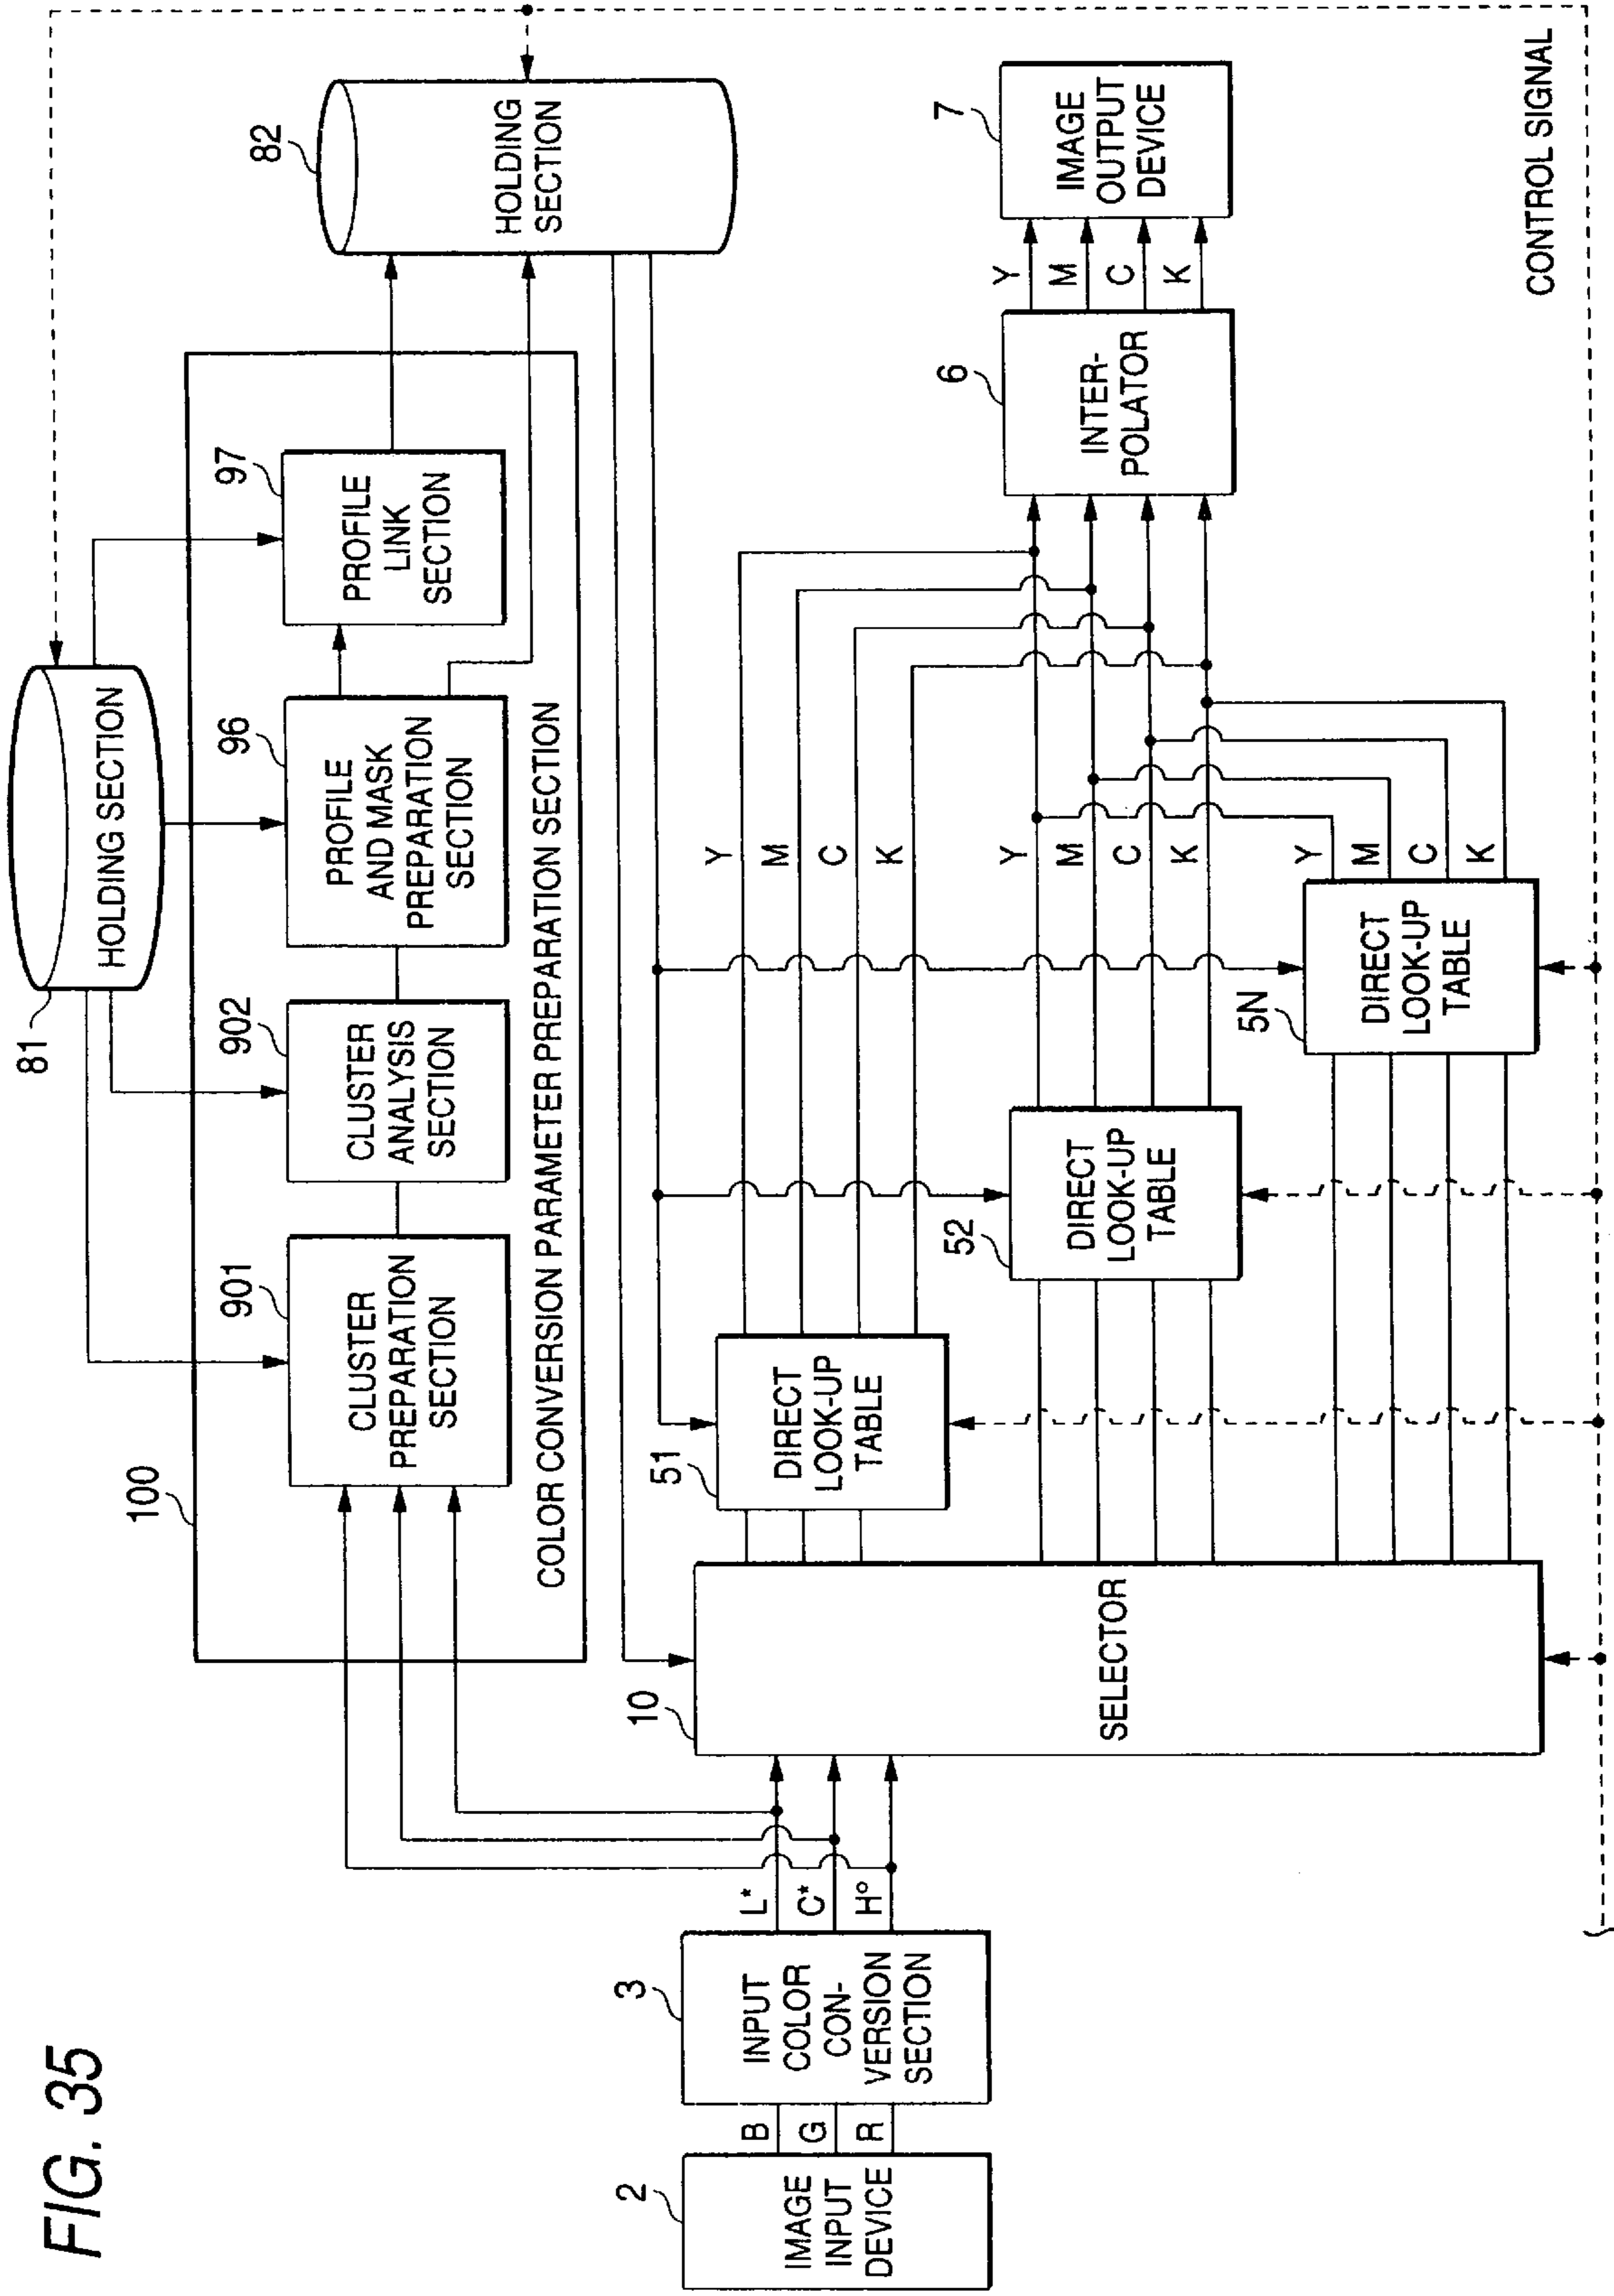 FIG. 35
81
HOLDING SECTION
100
901
CLUSTER
PREPARATION
SECTION
902
CLUSTER
ANALYSIS
SECTION
96
PROFILE
AND MASK
PREPARATION
SECTION
97
PROFILE
LINK
SECTION
COLOR CONVERSION PARAMETER PREPARATION SECTION
82
HOLDING
SECTION
2
IMAGE
INPUT
DEVICE
B
G
R
3
INPUT
COLOR
CON-
VERSION
SECTION
L*
C*
H°
10
SELECTOR
51
DIRECT
LOOK-UP
TABLE
Y
M
C
K
52
DIRECT
LOOK-UP
TABLE
Y
M
C
K
5N
DIRECT
LOOK-UP
TABLE
Y
M
C
K
6
INTER-
POLATOR
Y
M
C
K
7
IMAGE
OUTPUT
DEVICE
CONTROL SIGNAL